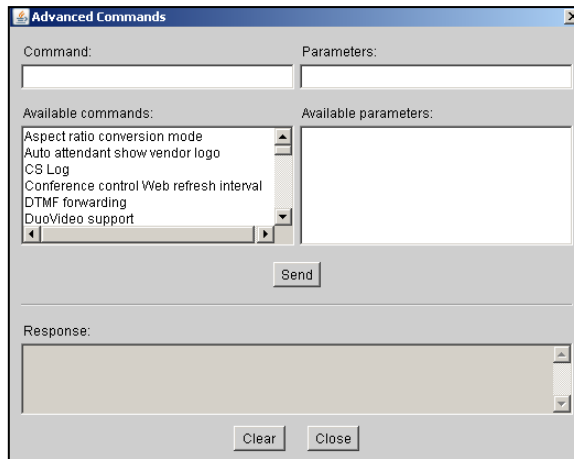 Advanced Commands
Command:
Parameters:
Available commands:
Available parameters:
Aspect ratio conversion mode
Auto attendant show vendor logo
CS Log
Conference control Web refresh interval
DTMF forwarding
DuoVideo support
Send
Response:
Clear
Close